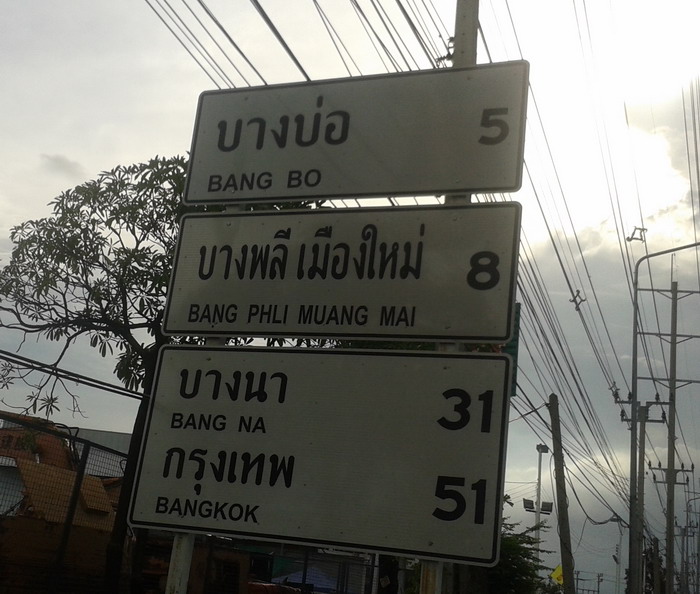 บางบ่อ 5
BANG BO
บางพลี เมืองใหม่ 8
BANG PHLI MUANG MAI
บางนา 31
BANG NA
กรุงเทพ 51
BANGKOK